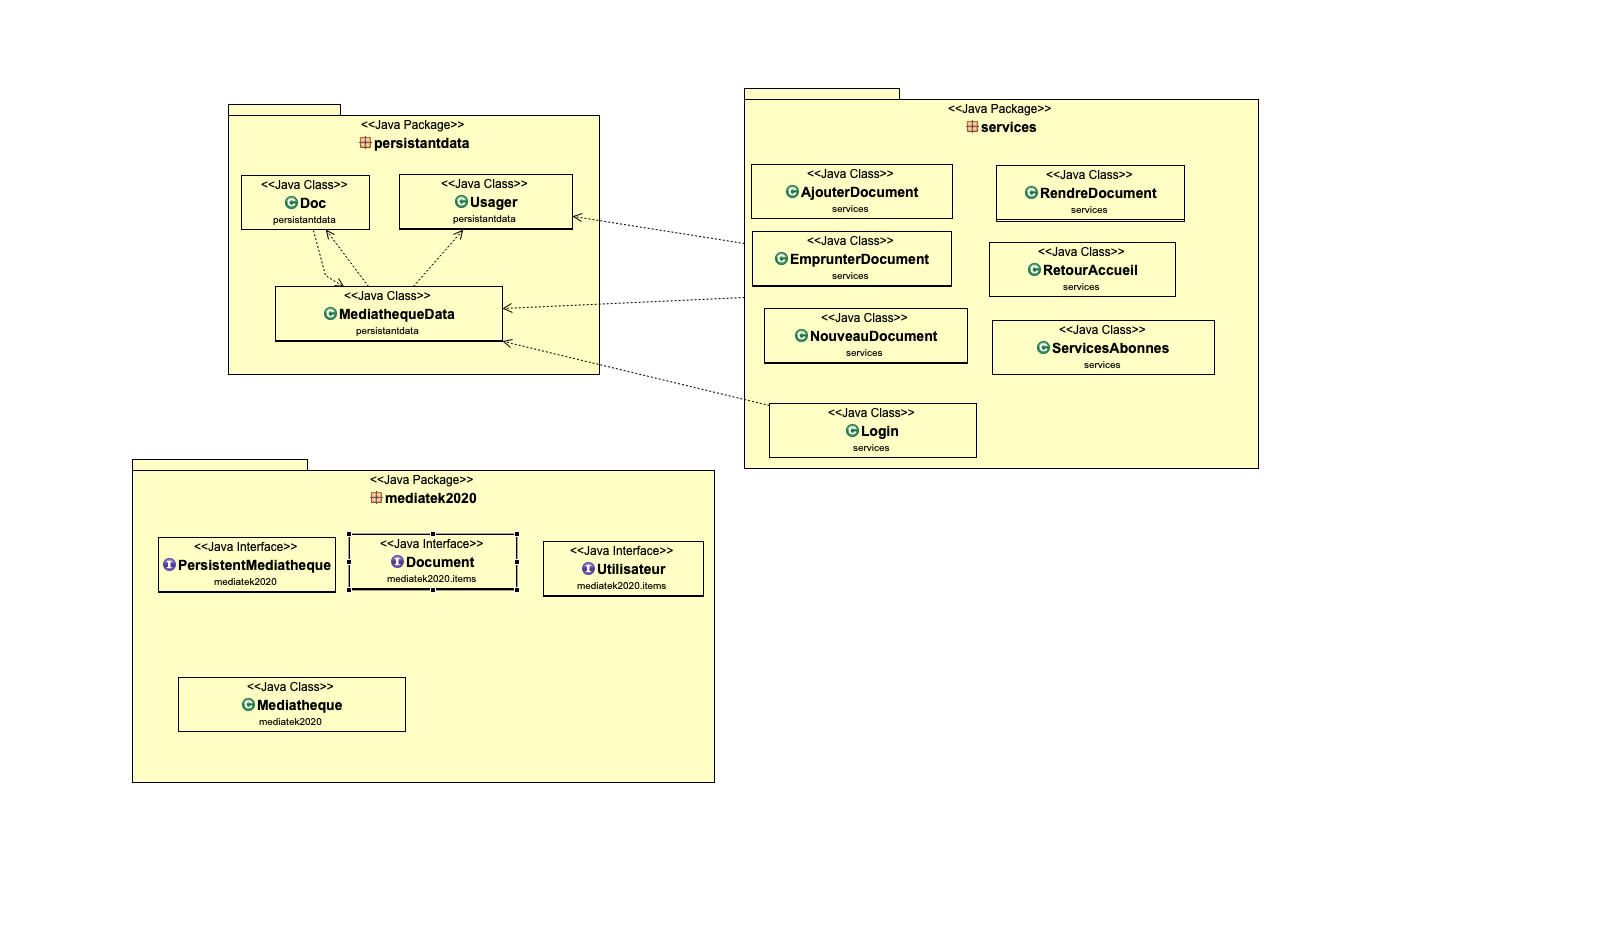 <<Java Package>>
persistantdata
<<Java Class>>
Doc
persistantdata
<<Java Class>>
Usager
persistantdata
<<Java Class>>
MediathequeData
persistantdata
<<Java Package>>
services
<<Java Class>>
AjouterDocument
services
<<Java Class>>
RendreDocument
services
<<Java Class>>
EmprunterDocument
services
<<Java Class>>
RetourAccueil
services
<<Java Class>>
NouveauDocument
services
<<Java Class>>
ServicesAbonnes
services
<<Java Class>>
Login
services
<<Java Package>>
mediatek2020
<<Java Interface>>
PersistentMediatheque
mediatek2020
<<Java Interface>>
Document
mediatek2020.items
<<Java Interface>>
Utilisateur
mediatek2020.items
<<Java Class>>
Mediatheque
mediatek2020